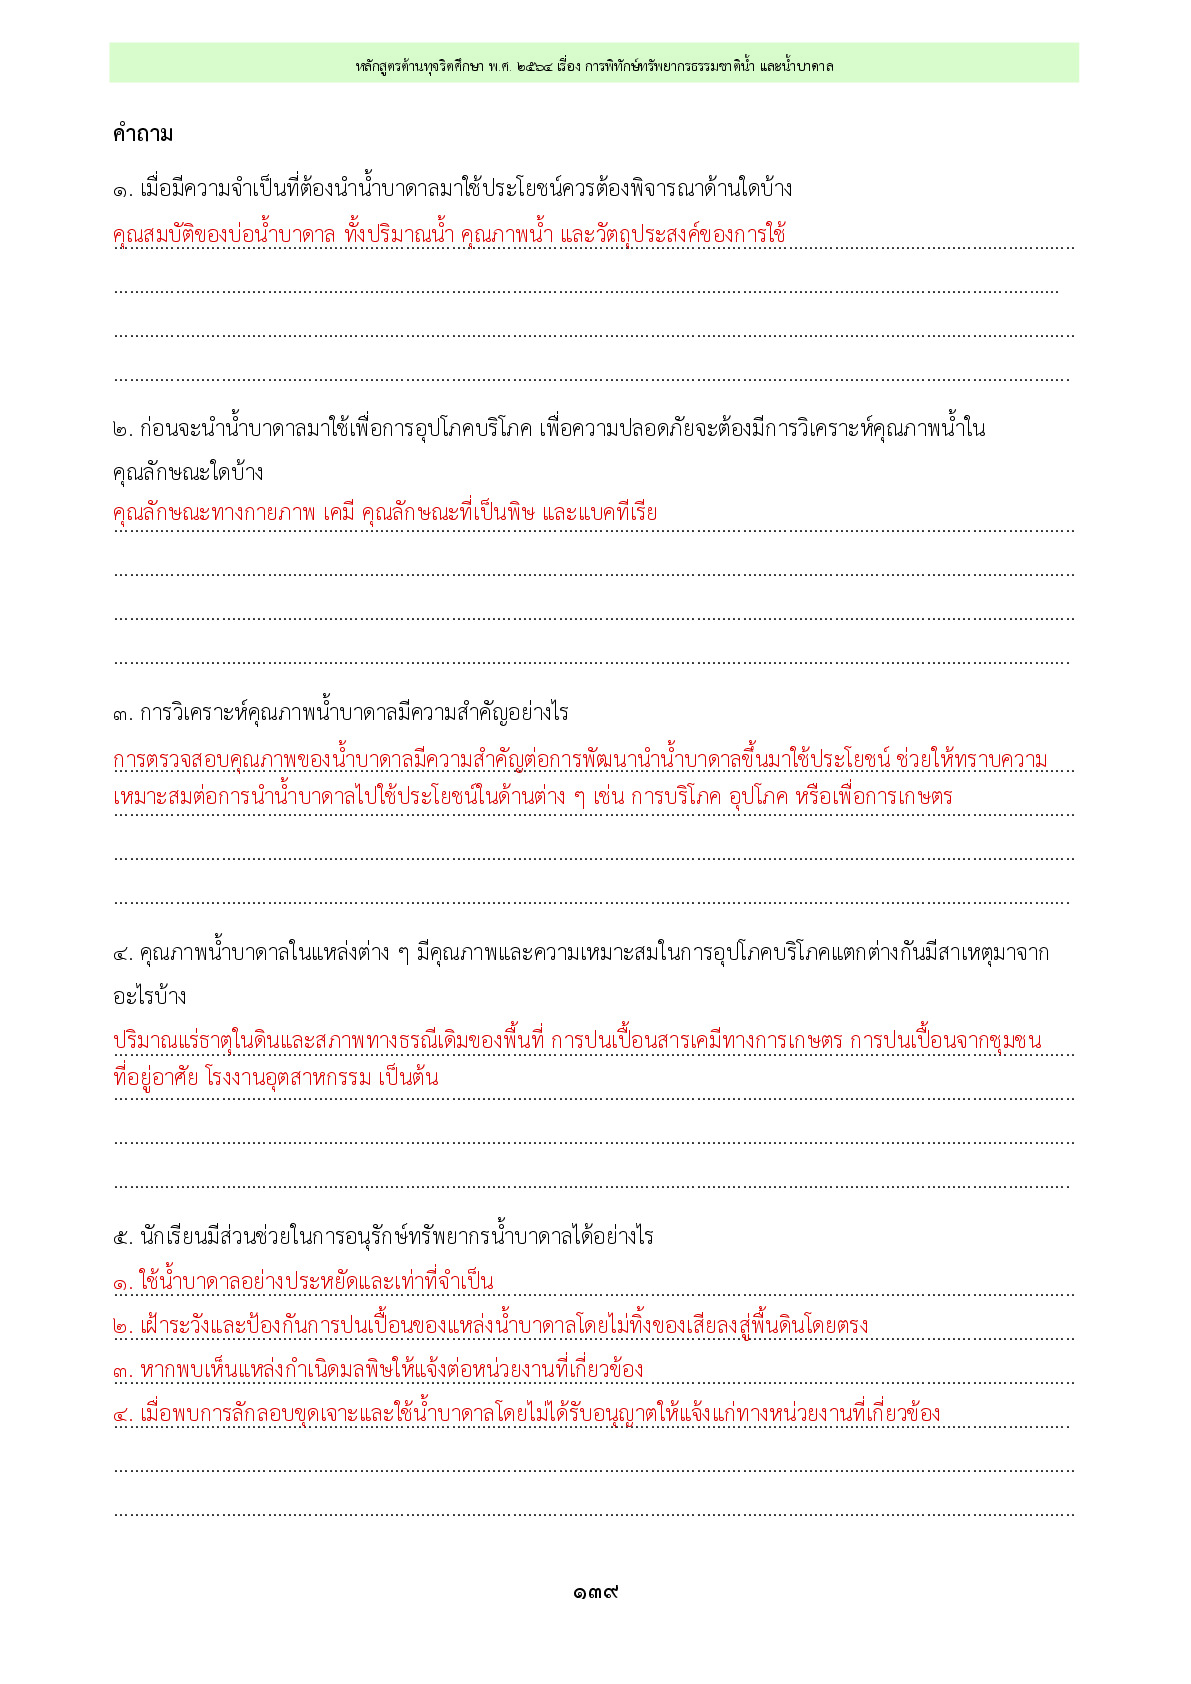 หลักสูตรต้านทุจริตศึกษา พ.ศ. ๒๕๖๔ เรื่อง การพิทักษ์ทรัพยากรธรรมชาติน้ำ และน้ำบาดาล
คำถาม
๑. เมื่อมีความจำเป็นที่ต้องนำน้ำบาดาลมาใช้ประโยชน์ควรต้องพิจารณาด้านใดบ้าง
คุณสมบัติของบ่อน้ำบาดาล ทั้งปริมาณน้ำ คุณภาพน้ำ และวัตถุประสงค์ของการใช้
๒. ก่อนจะนำน้ำบาดาลมาใช้เพื่อการอุปโภคบริโภค เพื่อความปลอดภัยจะต้องมีการวิเคราะห์คุณภาพน้ำใน
คุณลักษณะใดบ้าง
คุณลักษณะทางกายภาพ เคมี คุณลักษณะที่เป็นพิษ และแบคทีเรีย
๓. การวิเคราะห์คุณภาพน้ำบาดาลมีความสำคัญอย่างไร
การตรวจสอบคุณภาพของน้ำบาดาลมีความสำคัญต่อการพัฒนานำน้ำบาดาลขึ้นมาใช้ประโยชน์ ช่วยให้ทราบความ
เหมาะสมต่อการนำน้ำบาดาลไปใช้ประโยชน์ในด้านต่าง ๆ เช่น การบริโภค อุปโภค หรือเพื่อการเกษตร
๔. คุณภาพน้ำบาดาลในแหล่งต่าง ๆ มีคุณภาพและความเหมาะสมในการอุปโภคบริโภคแตกต่างกันมีสาเหตุมาจาก
อะไรบ้าง
ปริมาณแร่ธาตุในดินและสภาพทางธรณีเดิมของพื้นที่ การปนเปื้อนสารเคมีทางการเกษตร การปนเปื้อนจากชุมชน
ที่อยู่อาศัย โรงงานอุตสาหกรรม เป็นต้น
๕. นักเรียนมีส่วนช่วยในการอนุรักษ์ทรัพยากรน้ำบาดาลได้อย่างไร
๑. ใช้น้ำบาดาลอย่างประหยัดและเท่าที่จำเป็น
๒. เฝ้าระวังและป้องกันการปนเปื้อนของแหล่งน้ำบาดาลโดยไม่ทิ้งของเสียลงสู่พื้นดินโดยตรง
๓. หากพบเห็นแหล่งกำเนิดมลพิษให้แจ้งต่อหน่วยงานที่เกี่ยวข้อง
๔. เมื่อพบการลักลอบขุดเจาะและใช้น้ำบาดาลโดยไม่ได้รับอนุญาตให้แจ้งแก่ทางหน่วยงานที่เกี่ยวข้อง
๑๓๙